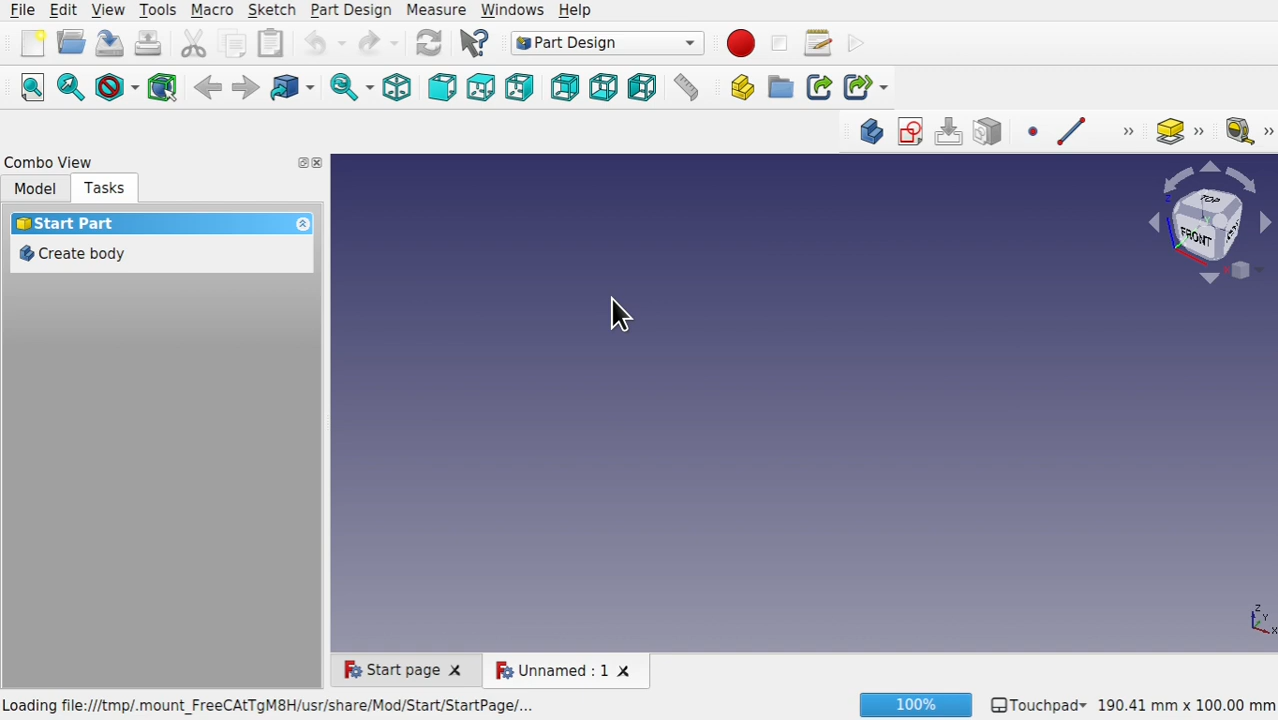 File Edit View Tools Macro Sketch Part Design Measure Windows Help
Part Design
Combo View
Model Tasks
Start Part
Create body
TOP
FRONT
Z
Y
X
Start page
Unnamed : 1
Loading file:///tmp/.mount_FreeCAtTgM8H/usr/share/Mod/Start/StartPage/... 100% Touchpad 190.41 mm x 100.00 mm